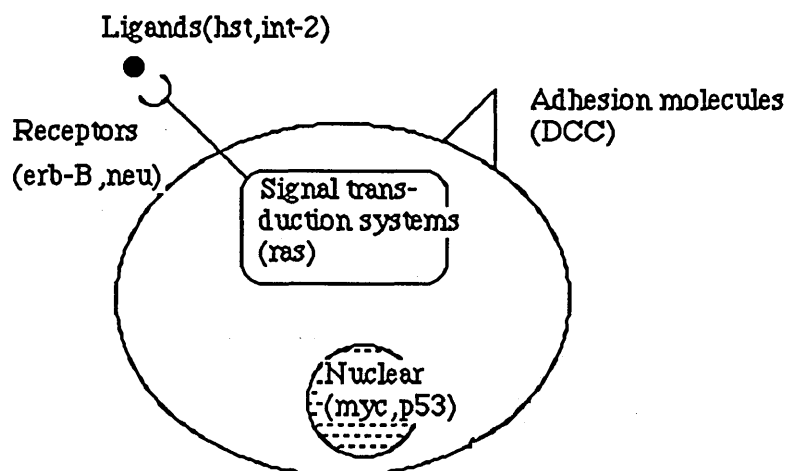 Ligands(hst,int-2)
Adhesion molecules
(DCC)
Receptors
(erb-B ,neu)
Signal trans-
duction systems
(ras)
Nuclear
(myc,p53)